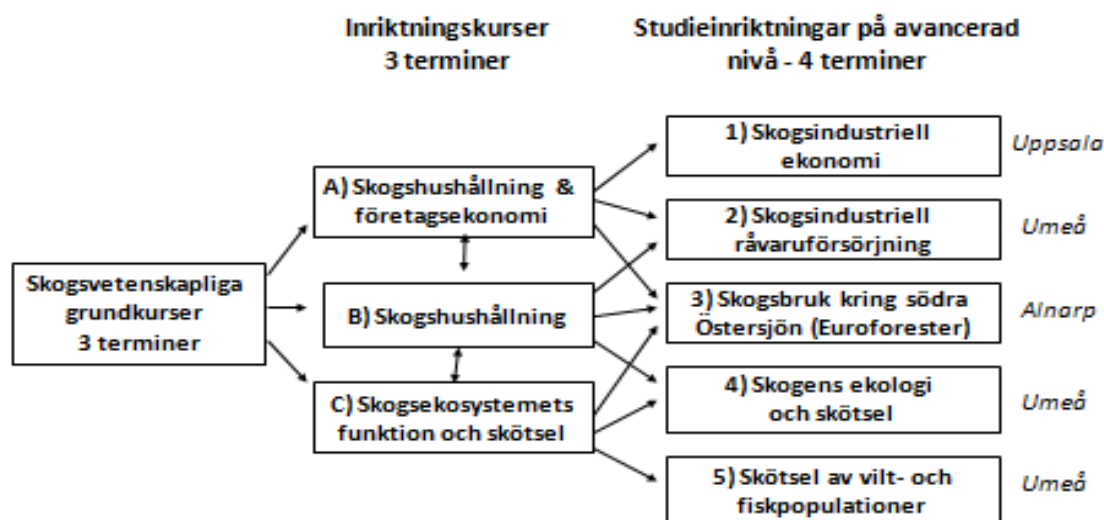 Inriktningskurser
3 terminer
Studieinriktningar på avancerad
nivå - 4 terminer
Skogsvetenskapliga
grundkurser
3 terminer
A) Skogshushållning &
företagsekonomi
B) Skogshushållning
C) Skogsekosystemets
funktion och skötsel
1) Skogsindustriell
ekonomi
Uppsala
2) Skogsindustriell
råvaruförsörjning
Umeå
3) Skogsbruk kring södra
Östersjön (Euroforester)
Alnarp
4) Skogens ekologi
och skötsel
Umeå
5) Skötsel av vilt- och
fiskpopulationer
Umeå